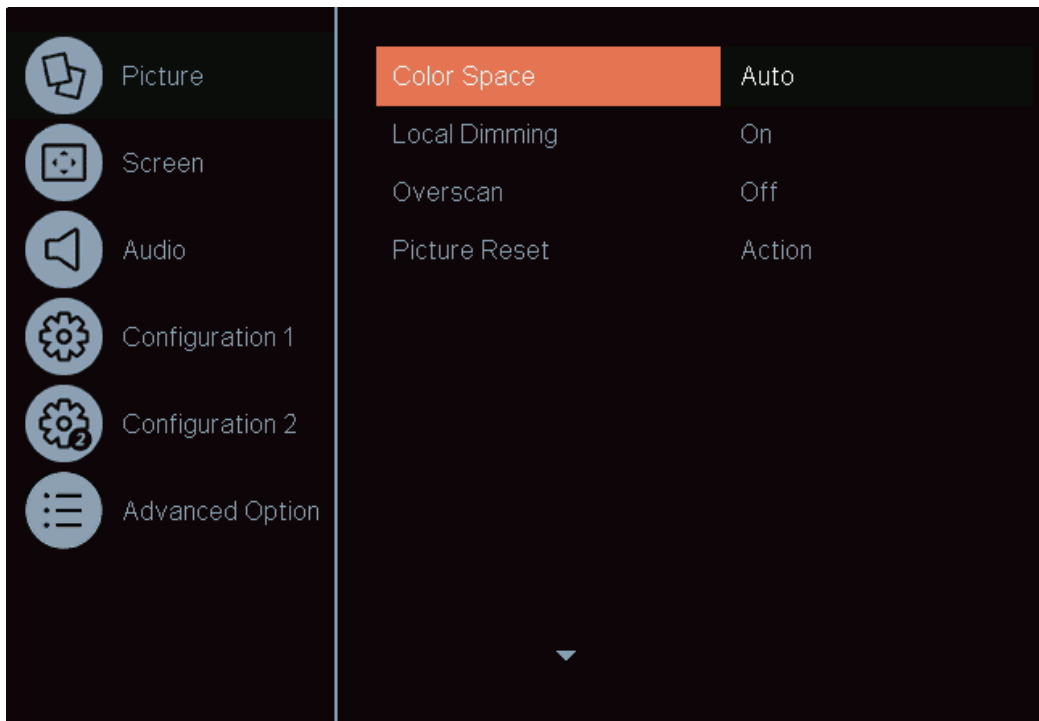 Picture
Screen
Audio
Configuration 1
Configuration 2
2
Advanced Option
Color Space Auto
Local Dimming On
Overscan Off
Picture Reset Action